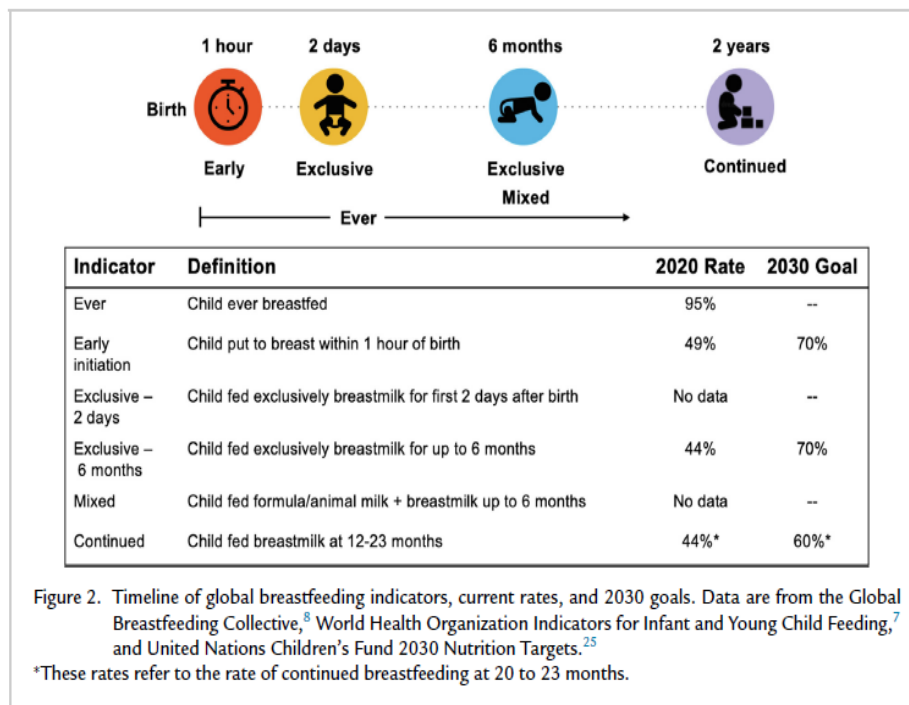 1 hour 2 days 6 months 2 years
Birth
Early Exclusive Exclusive Continued
Mixed
Ever
Indicator Definition 2020 Rate 2030 Goal
Ever Child ever breastfed 95% --
Early Child put to breast within 1 hour of birth 49% 70%
initiation
Exclusive – Child fed exclusively breastmilk for first 2 days after birth No data --
2 days
Exclusive – Child fed exclusively breastmilk for up to 6 months 44% 70%
6 months
Mixed Child fed formula/animal milk + breastmilk up to 6 months No data --
Continued Child fed breastmilk at 12-23 months 44%* 60%*
Figure 2. Timeline of global breastfeeding indicators, current rates, and 2030 goals. Data are from the Global
Breastfeeding Collective,8 World Health Organization Indicators for Infant and Young Child Feeding,7
and United Nations Children’s Fund 2030 Nutrition Targets.25
*These rates refer to the rate of continued breastfeeding at 20 to 23 months.